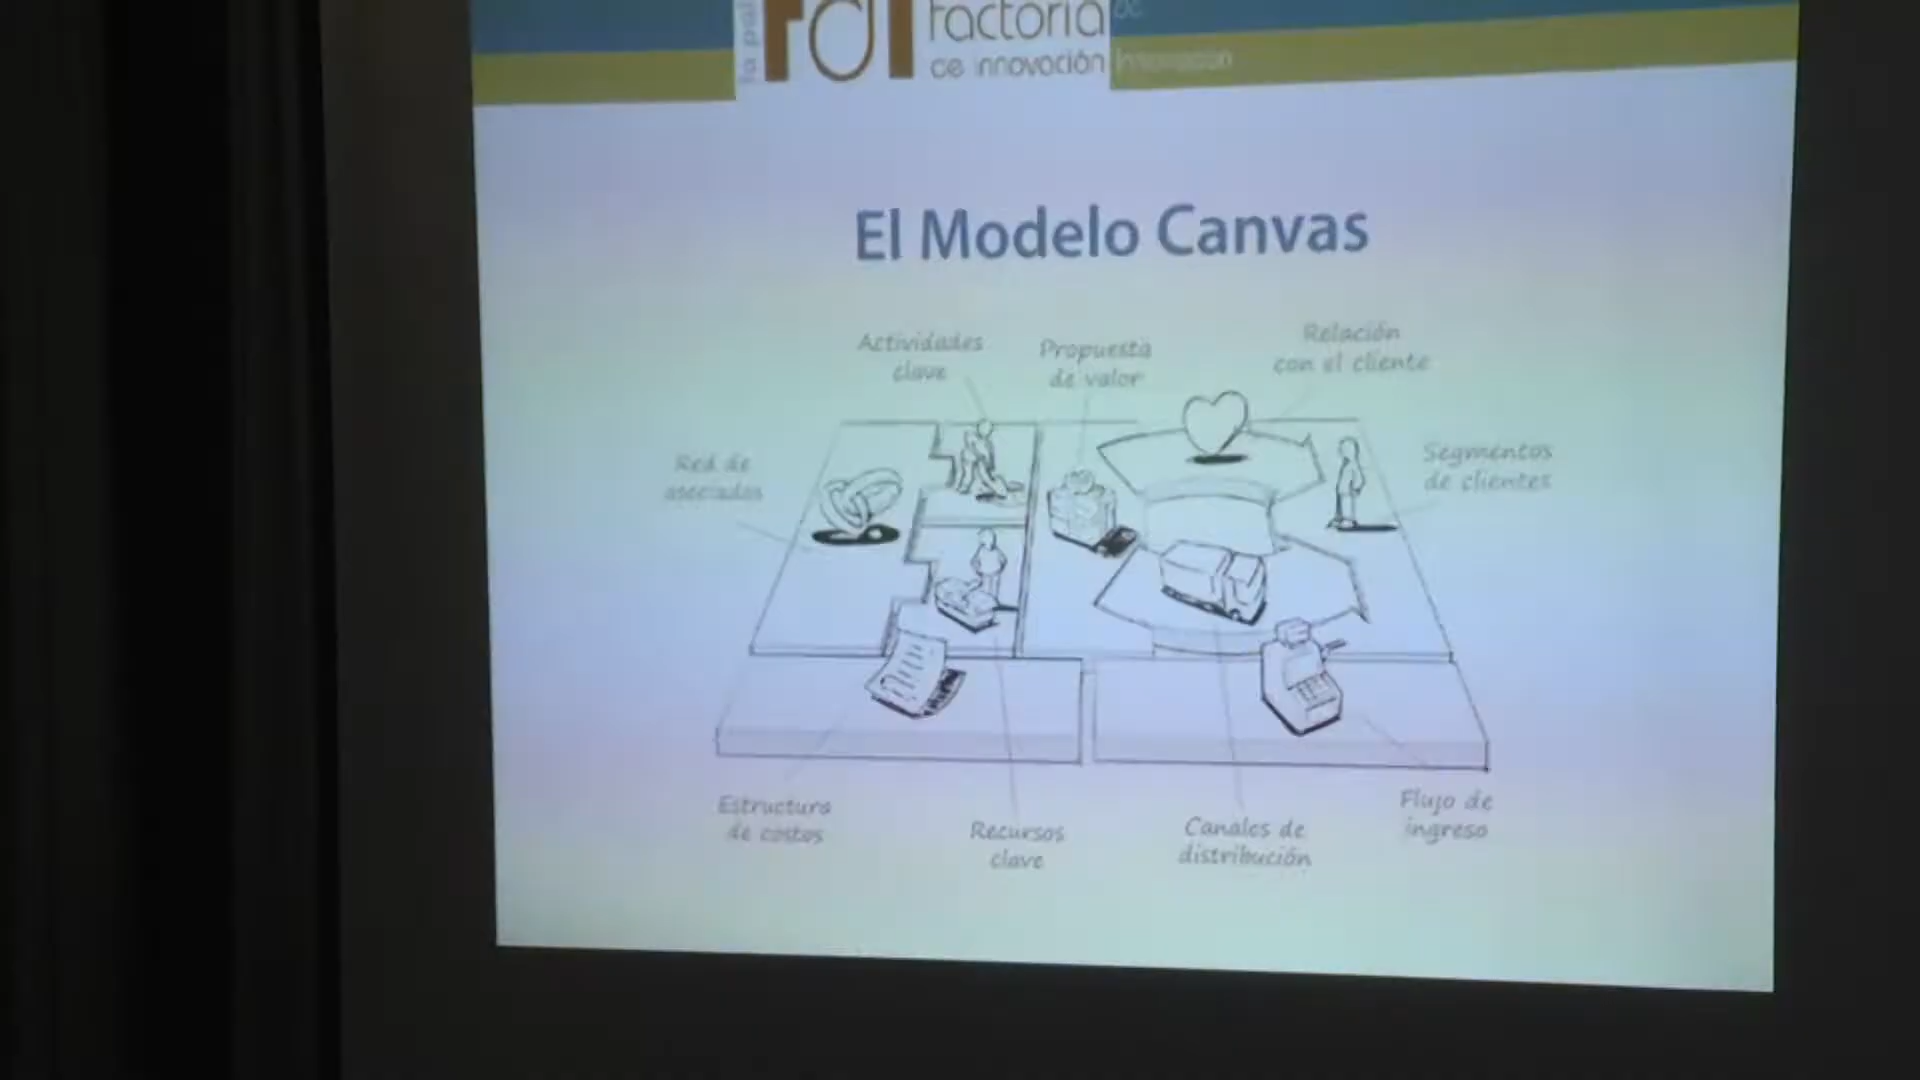 factoría
de innovación
El Modelo Canvas
Actividades
clave
Propuesta
de valor
Relación
con el cliente
Red de
asociados
Segmentos
de clientes
Estructura
de costos
Recursos
clave
Canales de
distribución
Flujo de
ingreso